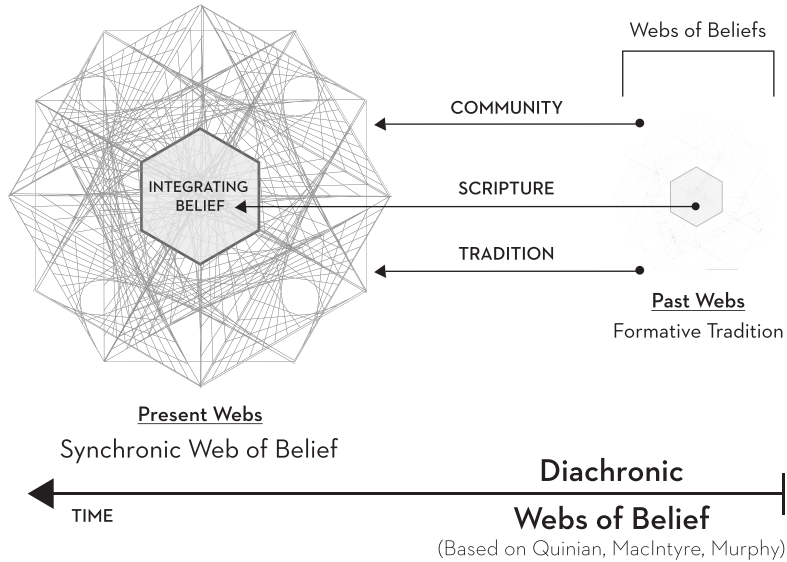 Webs of Beliefs
COMMUNITY
INTEGRATING
BELIEF
SCRIPTURE
TRADITION
Past Webs
Formative Tradition
Present Webs
Synchronic Web of Belief
Diachronic
TIME
Webs of Belief
(Based on Quinian, MacIntyre, Murphy)